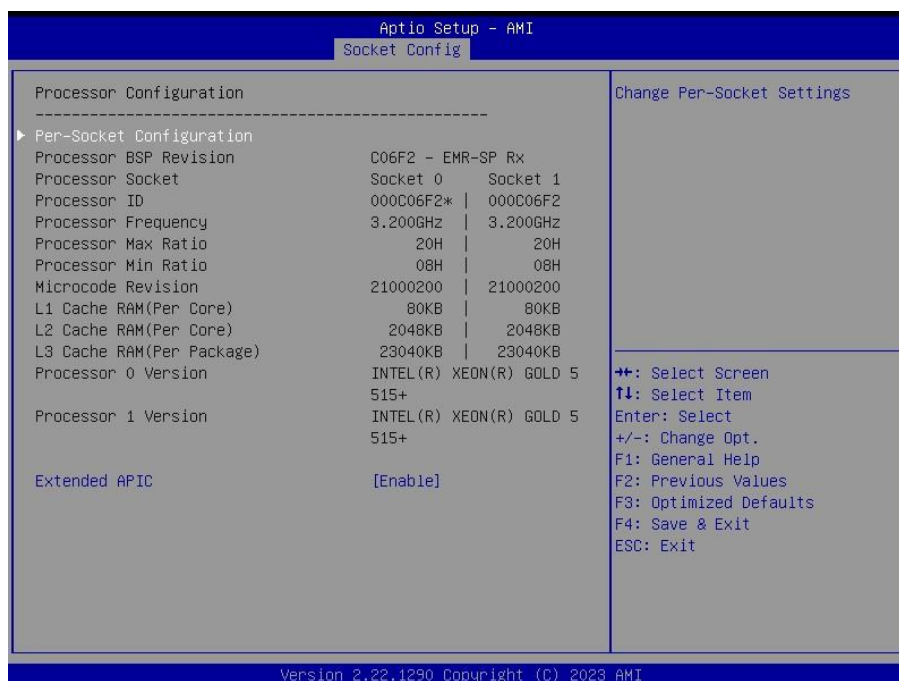 Aptio Setup - AMI
Socket Config
Processor Configuration
Per-Socket Configuration
Processor BSP Revision C06F2 - EMR-SP Rx
Processor Socket Socket 0 Socket 1
Processor ID 000C06F2* | 000C06F2
Processor Frequency 3.200GHz | 3.200GHz
Processor Max Ratio 20H | 20H
Processor Min Ratio 08H | 08H
Microcode Revision 21000200 | 21000200
L1 Cache RAM(Per Core) 80KB | 80KB
L2 Cache RAM(Per Core) 2048KB | 2048KB
L3 Cache RAM(Per Package) 23040KB | 23040KB
Processor 0 Version INTEL(R) XEON(R) GOLD 5
515+
Processor 1 Version INTEL(R) XEON(R) GOLD 5
515+
Extended APIC [Enable]
Change Per-Socket Settings
→←: Select Screen
↑↓: Select Item
Enter: Select
+/-: Change Opt.
F1: General Help
F2: Previous Values
F3: Optimized Defaults
F4: Save & Exit
ESC: Exit
Version 2.22.1290 Copyright (C) 2023 AMI